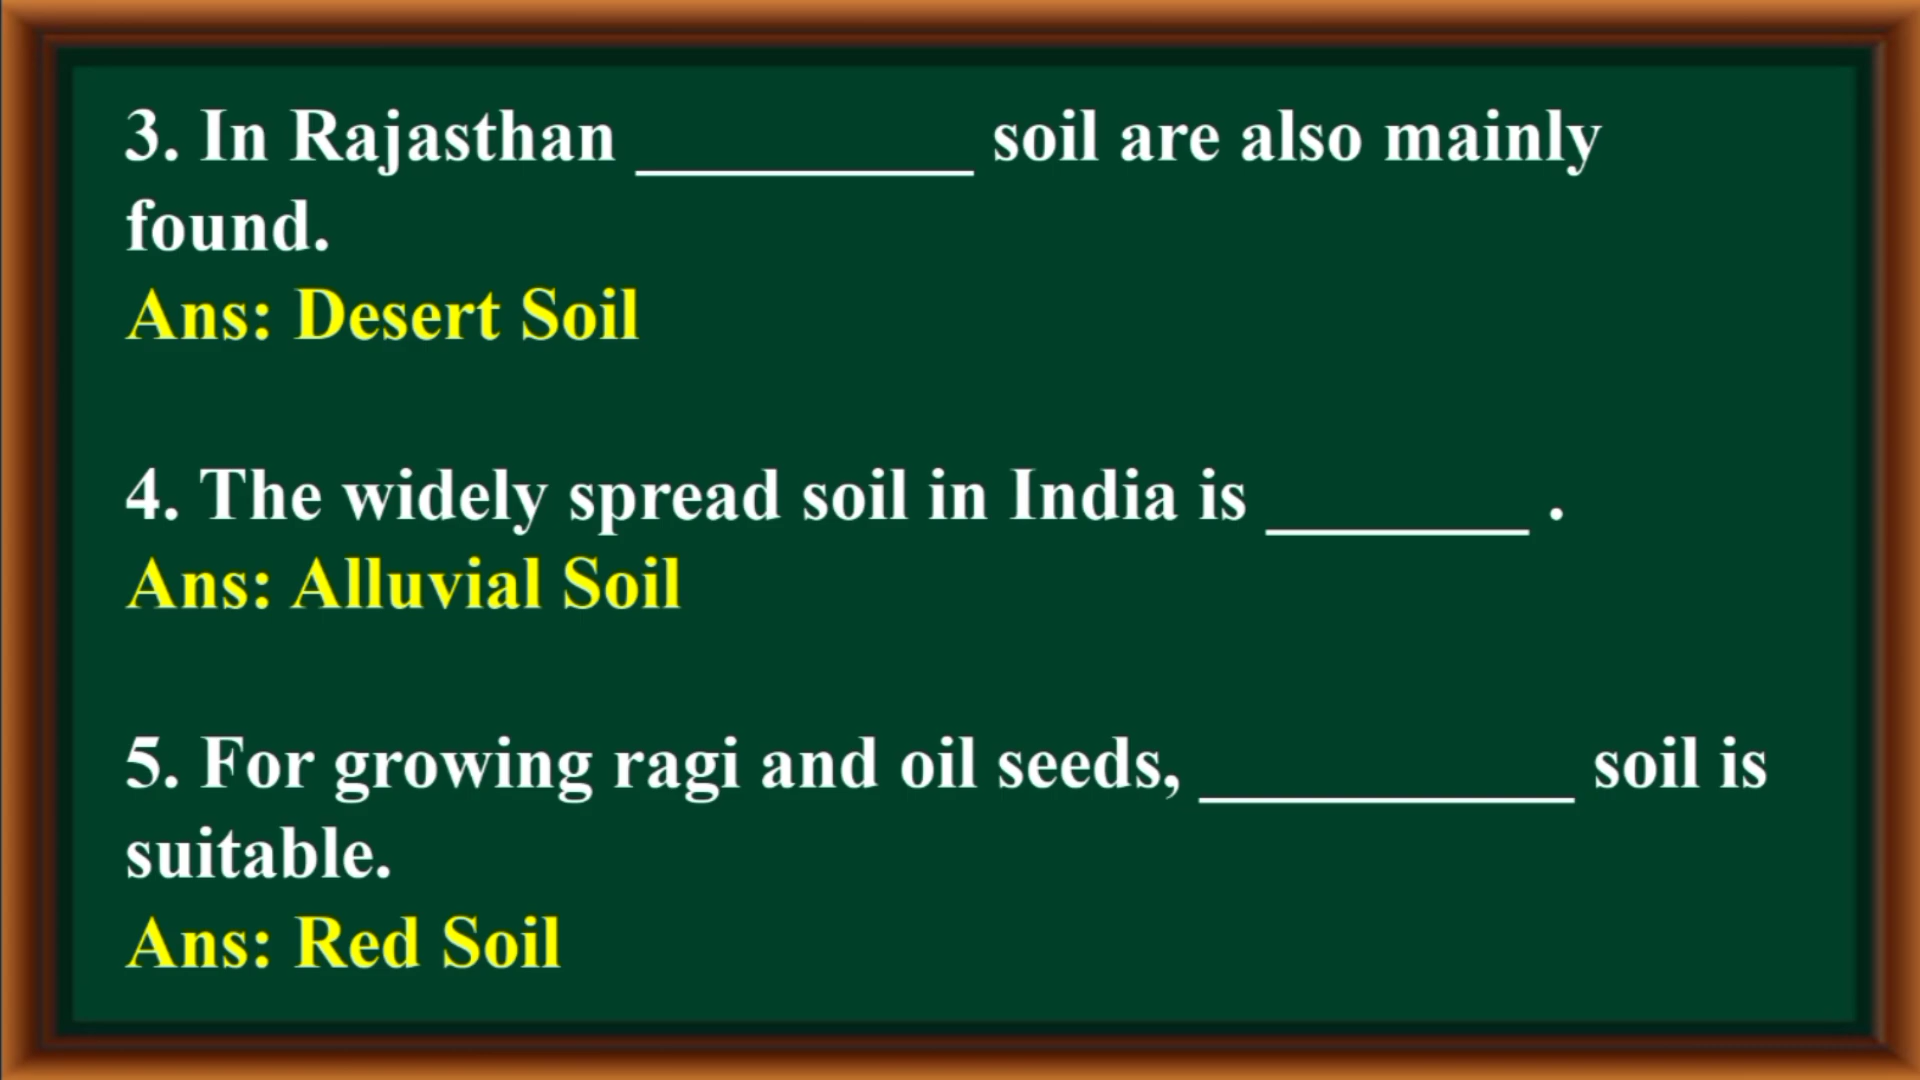 3. In Rajasthan _________ soil are also mainly
found.
Ans: Desert Soil
4. The widely spread soil in India is _______ .
Ans: Alluvial Soil
5. For growing ragi and oil seeds, __________ soil is
suitable.
Ans: Red Soil